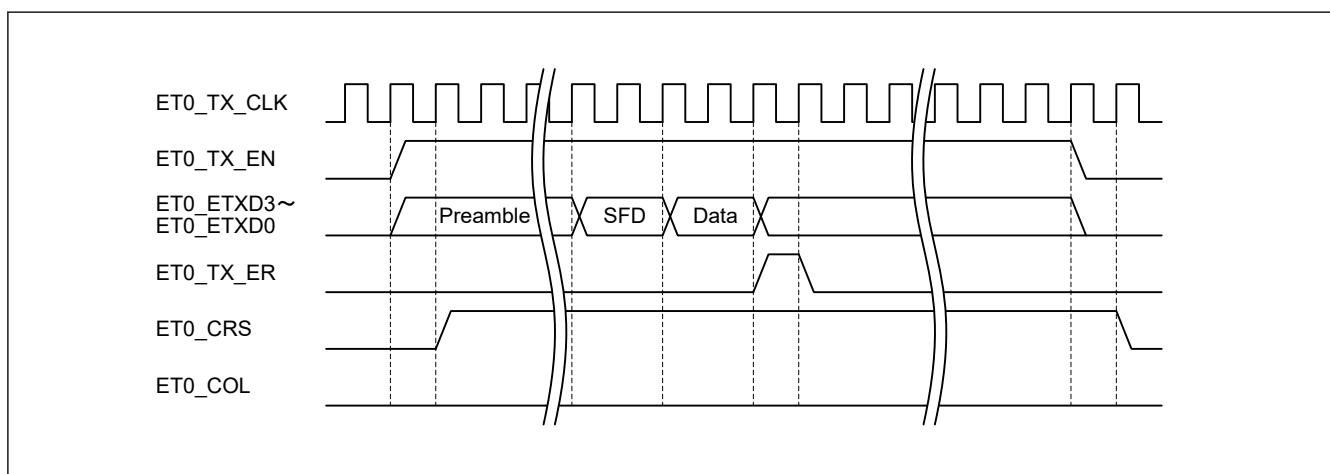 ET0_TX_CLK
ET0_TX_EN
ET0_ETXD3～
ET0_ETXD0
Preamble
SFD
Data
ET0_TX_ER
ET0_CRS
ET0_COL